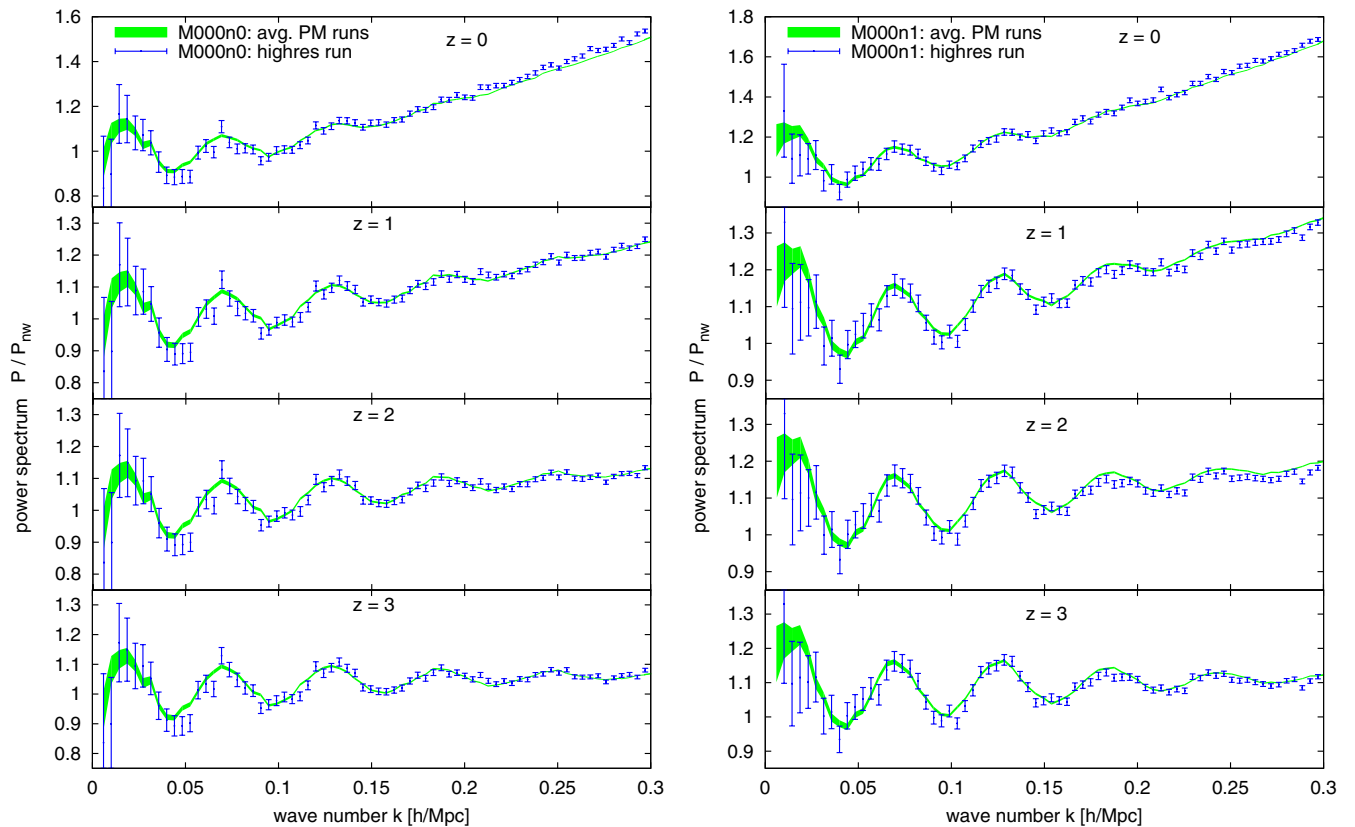 M000n0: avg. PM runs
M000n0: highres run
z = 0
1.6
1.4
1.2
1
0.8
z = 1
1.3
1.2
1.1
1
0.9
0.8
z = 2
1.3
1.2
1.1
1
0.9
0.8
z = 3
1.3
1.2
1.1
1
0.9
0.8
0 0.05 0.1 0.15 0.2 0.25 0.3
wave number k [h/Mpc]
power spectrum P / Pnw
M000n1: avg. PM runs
M000n1: highres run
z = 0
1.8
1.6
1.4
1.2
1
z = 1
1.3
1.2
1.1
1
0.9
z = 2
1.3
1.2
1.1
1
0.9
z = 3
1.3
1.2
1.1
1
0.9
0 0.05 0.1 0.15 0.2 0.25 0.3
wave number k [h/Mpc]
power spectrum P / Pnw